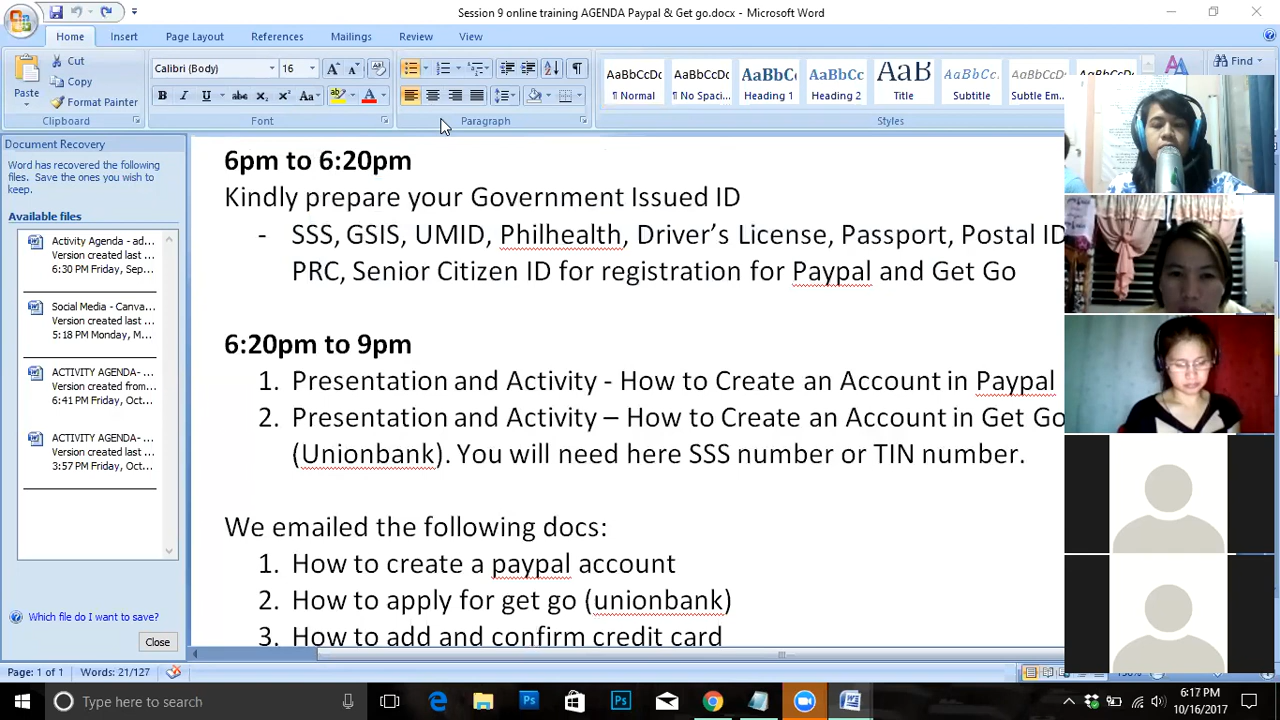 Session 9 online training AGENDA Paypal & Get go.docx - Microsoft Word
Home Insert Page Layout References Mailings Review View
Paste
Cut
Copy
Format Painter
Clipboard
Calibri (Body) 16
Font
Paragraph
AaBbCcDc AaBbCcDc AaBbC AaBbCc AaB AaBbCc. AaBbCcDc AaBbCcDc
¶ Normal ¶ No Spaci... Heading 1 Heading 2 Title Subtitle Subtle Em...
Styles
Find
Document Recovery
Word has recovered the following files. Save the ones you wish to keep.
Available files
Activity Agenda - ad...
Version created last ...
6:30 PM Friday, Sep...
Social Media - Canva...
Version created last ...
5:18 PM Monday, M...
ACTIVITY AGENDA- ...
Version created from...
6:41 PM Friday, Oct...
ACTIVITY AGENDA- ...
Version created last ...
3:57 PM Friday, Oct...
Which file do I want to save?
Close
6pm to 6:20pm
Kindly prepare your Government Issued ID
- SSS, GSIS, UMID, Philhealth, Driver’s License, Passport, Postal ID
PRC, Senior Citizen ID for registration for Paypal and Get Go
6:20pm to 9pm
1. Presentation and Activity - How to Create an Account in Paypal
2. Presentation and Activity – How to Create an Account in Get Go
(Unionbank). You will need here SSS number or TIN number.
We emailed the following docs:
1. How to create a paypal account
2. How to apply for get go (unionbank)
3. How to add and confirm credit card
Page: 1 of 1 Words: 21/127
Type here to search
6:17 PM
10/16/2017